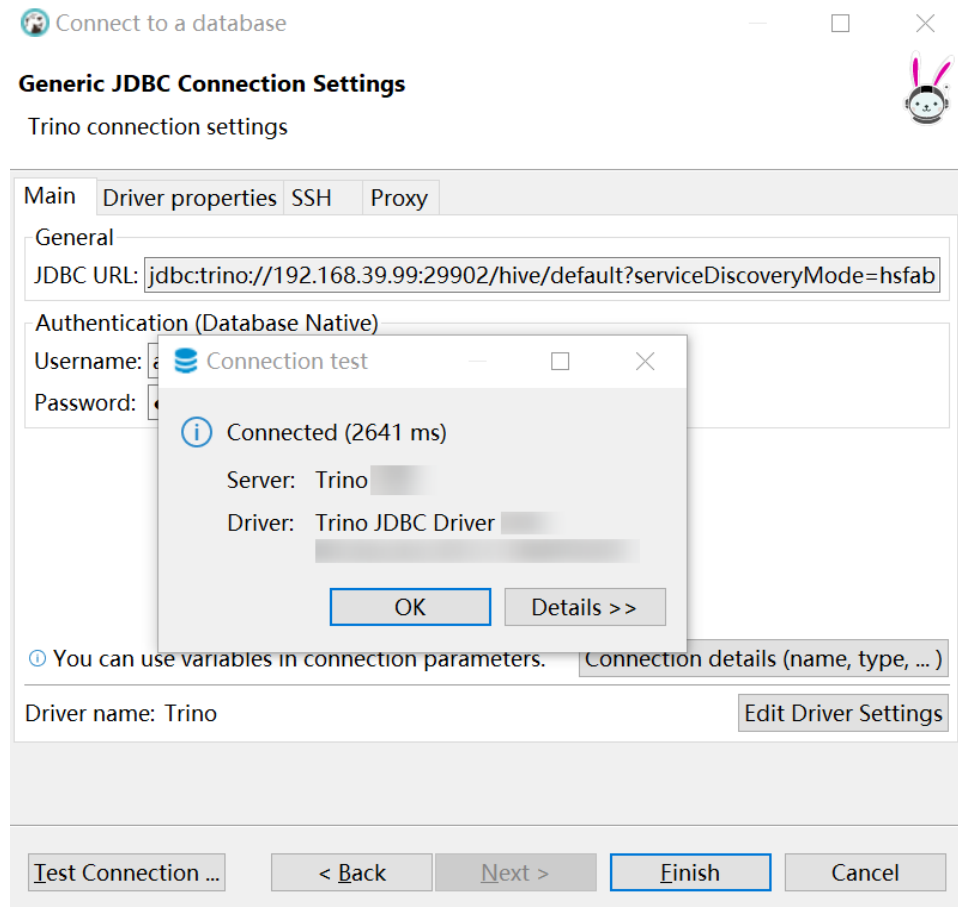 Connect to a database
Generic JDBC Connection Settings
Trino connection settings
Main Driver properties SSH Proxy
General
JDBC URL: jdbc:trino://192.168.39.99:29902/hive/default?serviceDiscoveryMode=hsfab
Authentication (Database Native)
Username:
Password:
Connection test
Connected (2641 ms)
Server: Trino
Driver: Trino JDBC Driver
OK Details >>
You can use variables in connection parameters. Connection details (name, type, ... )
Driver name: Trino Edit Driver Settings
Test Connection ... < Back Next > Finish Cancel